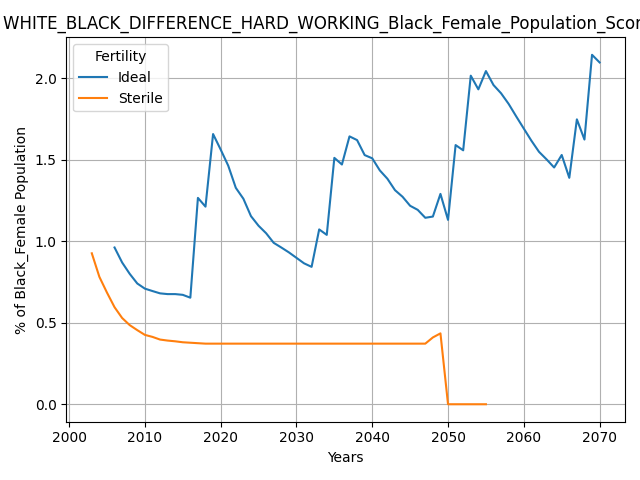 WHITE_BLACK_DIFFERENCE_HARD_WORKING_Black_Female_Population_Scor
Fertility
Ideal
Sterile
% of Black_Female Population
2.0
1.5
1.0
0.5
0.0
2000 2010 2020 2030 2040 2050 2060 2070
Years